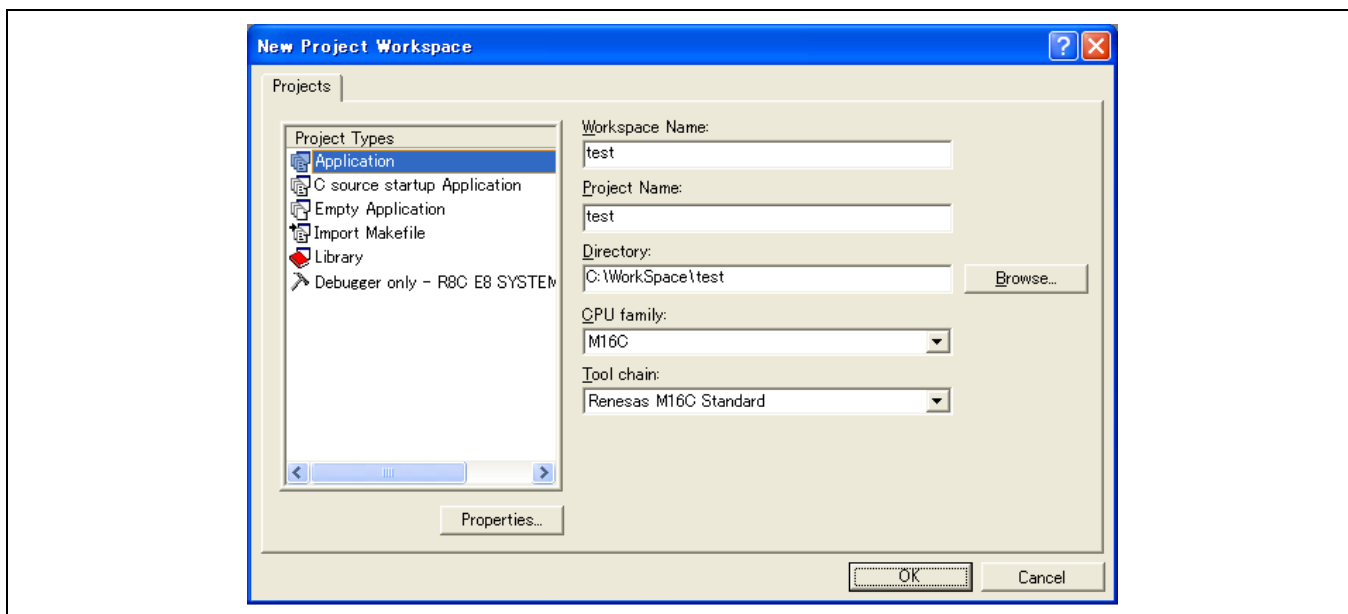 New Project Workspace
Projects
Project Types
Application
C source startup Application
Empty Application
Import Makefile
Library
Debugger only - R8C E8 SYSTEM
Properties...
Workspace Name:
test
Project Name:
test
Directory:
C:\WorkSpace\test
Browse...
CPU family:
M16C
Tool chain:
Renesas M16C Standard
OK
Cancel